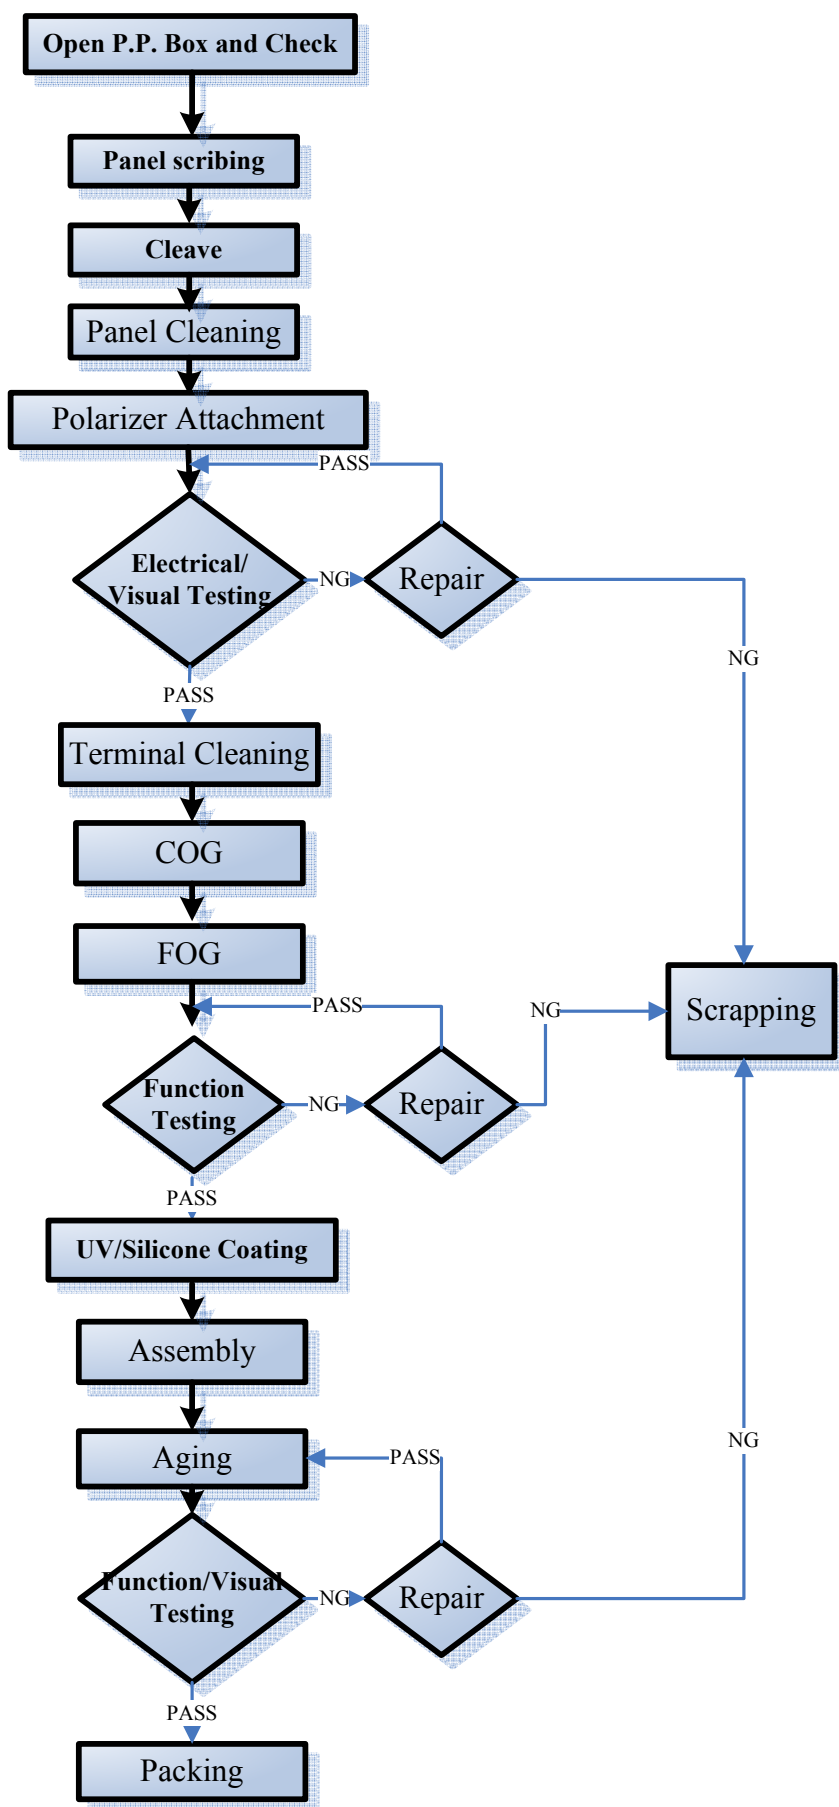 Open P.P. Box and Check
Panel scribing
Cleave
Panel Cleaning
Polarizer Attachment
PASS
Electrical/
Visual Testing
NG
Repair
NG
PASS
Terminal Cleaning
COG
FOG
PASS
NG
Scrapping
Function
Testing
NG
Repair
PASS
UV/Silicone Coating
Assembly
Aging
PASS
NG
Function/Visual
Testing
NG
Repair
PASS
Packing